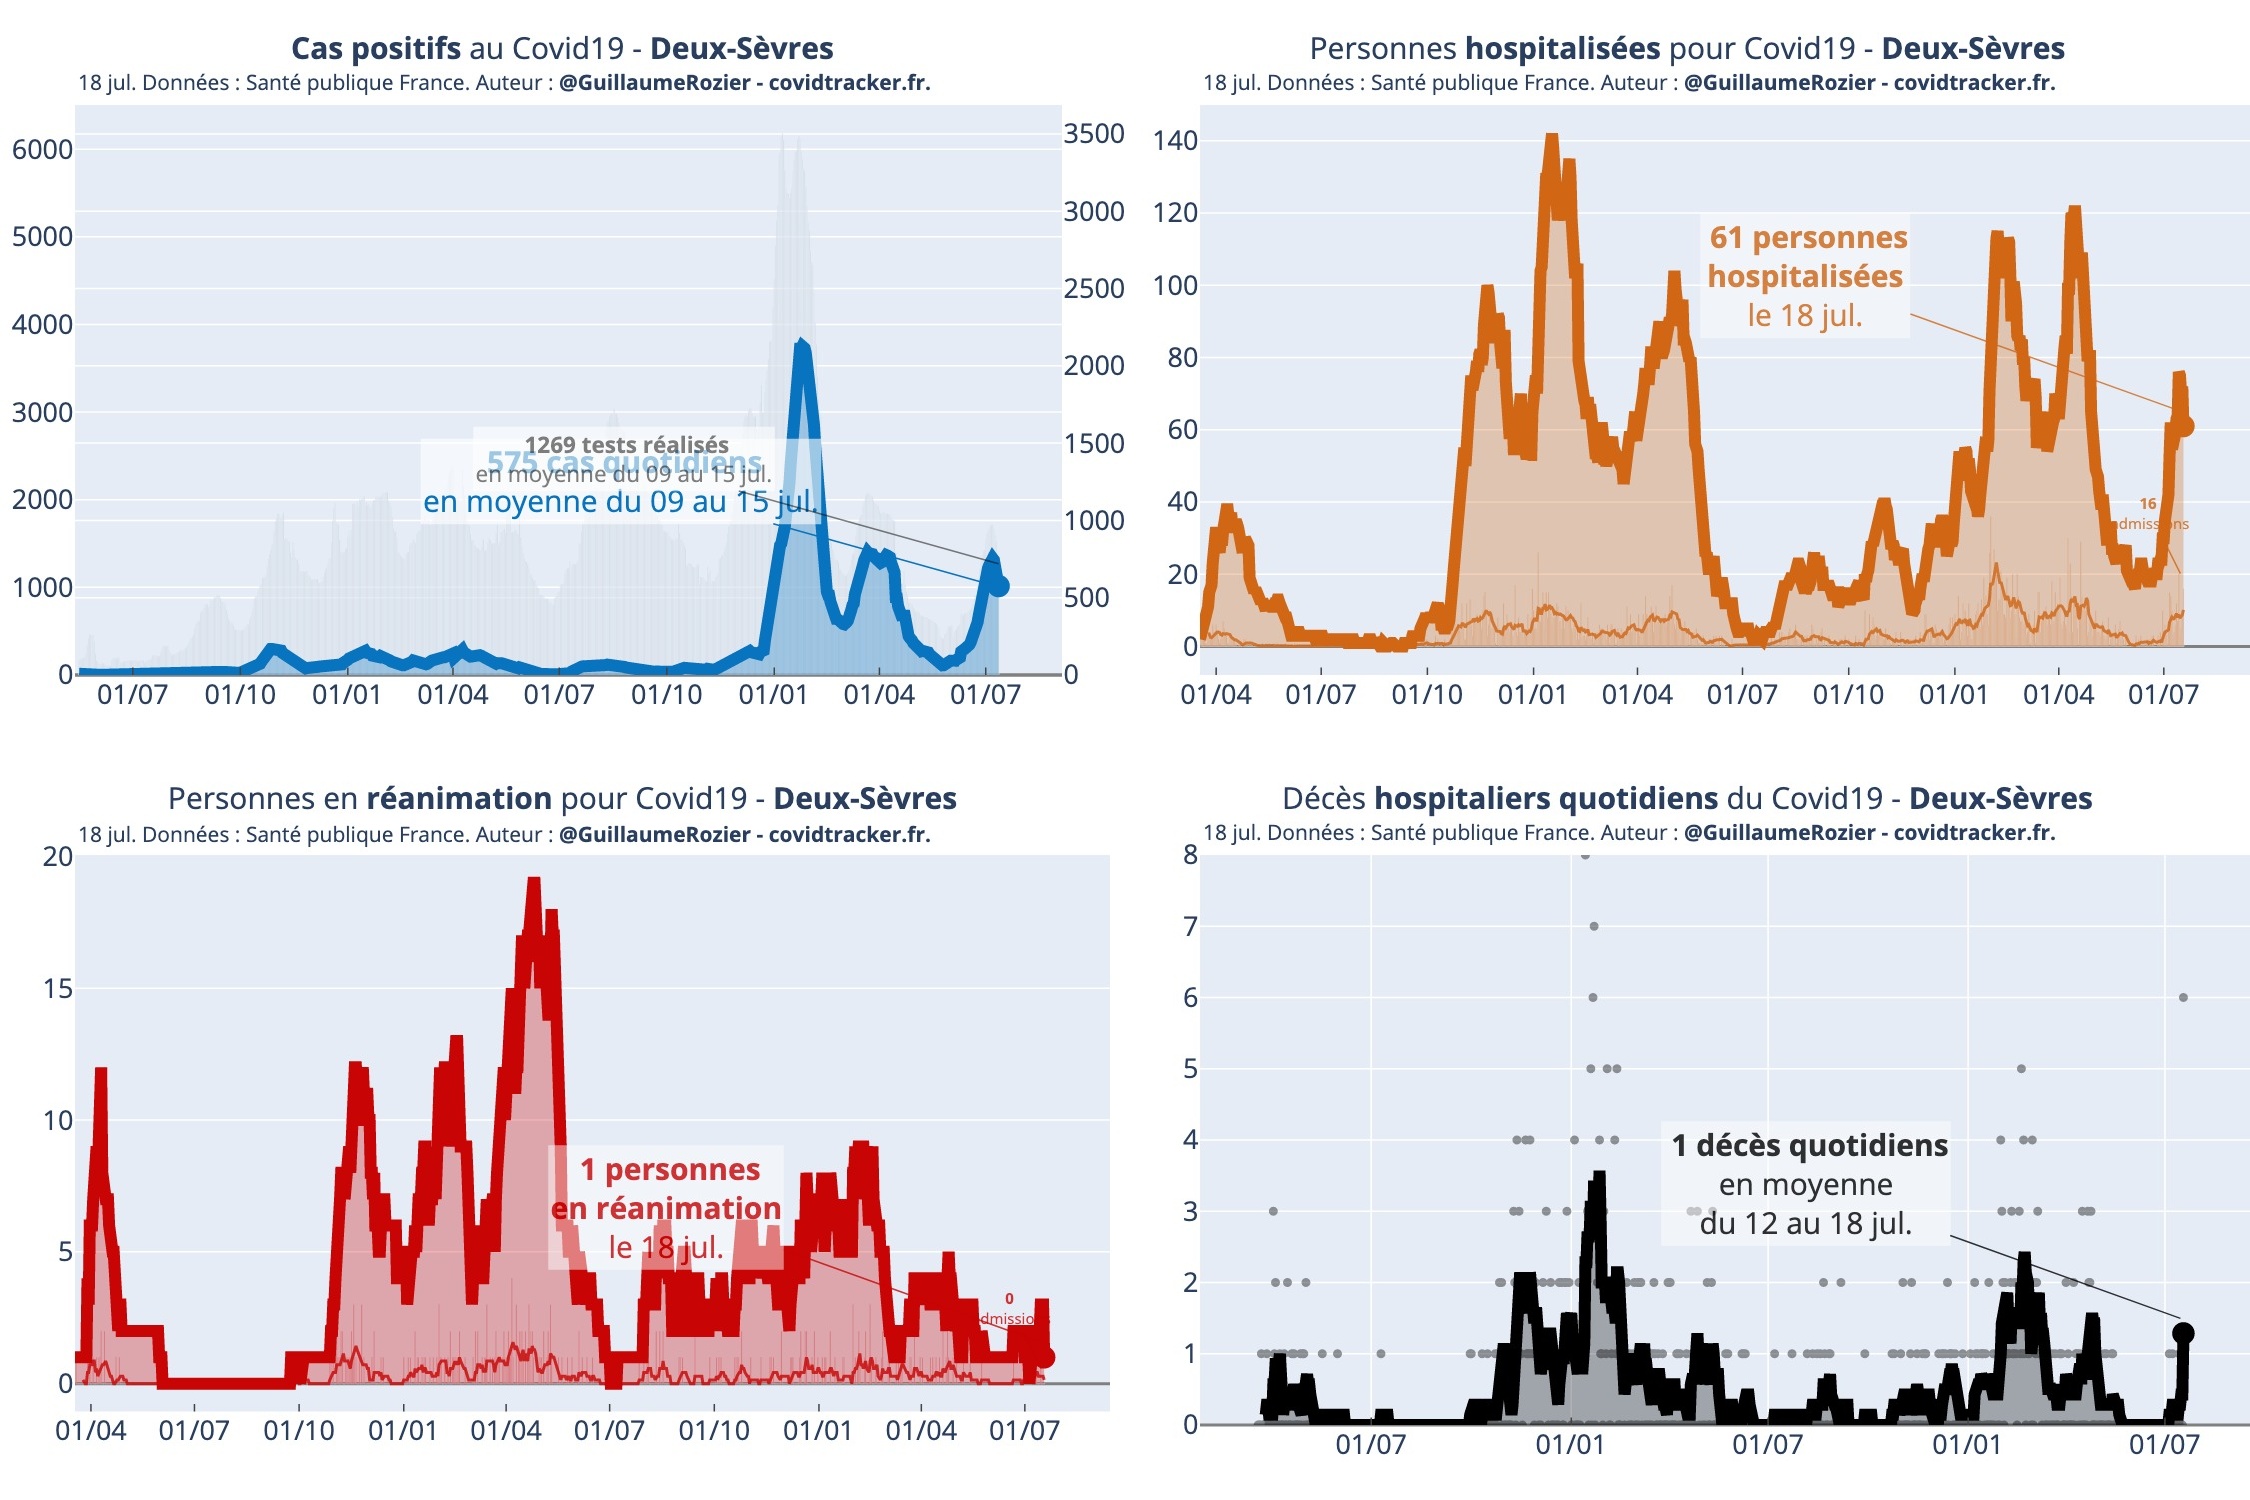 Cas positifs au Covid19 - Deux-Sèvres
18 jul. Données : Santé publique France. Auteur : @GuillaumeRozier - covidtracker.fr.
6000
5000
4000
3000
2000
1000
0
3500
3000
2500
2000
1500
1000
500
0
1269 tests réalisés
en moyenne du 09 au 15 jul.
575 cas quotidiens
en moyenne du 09 au 15 jul.
01/07 01/10 01/01 01/04 01/07 01/10 01/01 01/04 01/07
Personnes hospitalisées pour Covid19 - Deux-Sèvres
18 jul. Données : Santé publique France. Auteur : @GuillaumeRozier - covidtracker.fr.
140
120
100
80
60
40
20
0
61 personnes
hospitalisées
le 18 jul.
16
admissions
01/04 01/07 01/10 01/01 01/04 01/07 01/10 01/01 01/04 01/07
Personnes en réanimation pour Covid19 - Deux-Sèvres
18 jul. Données : Santé publique France. Auteur : @GuillaumeRozier - covidtracker.fr.
20
15
10
5
0
1 personnes
en réanimation
le 18 jul.
0
admissions
01/04 01/07 01/10 01/01 01/04 01/07 01/10 01/01 01/04 01/07
Décès hospitaliers quotidiens du Covid19 - Deux-Sèvres
18 jul. Données : Santé publique France. Auteur : @GuillaumeRozier - covidtracker.fr.
8
7
6
5
4
3
2
1
0
1 décès quotidiens
en moyenne
du 12 au 18 jul.
01/07 01/01 01/07 01/01 01/07